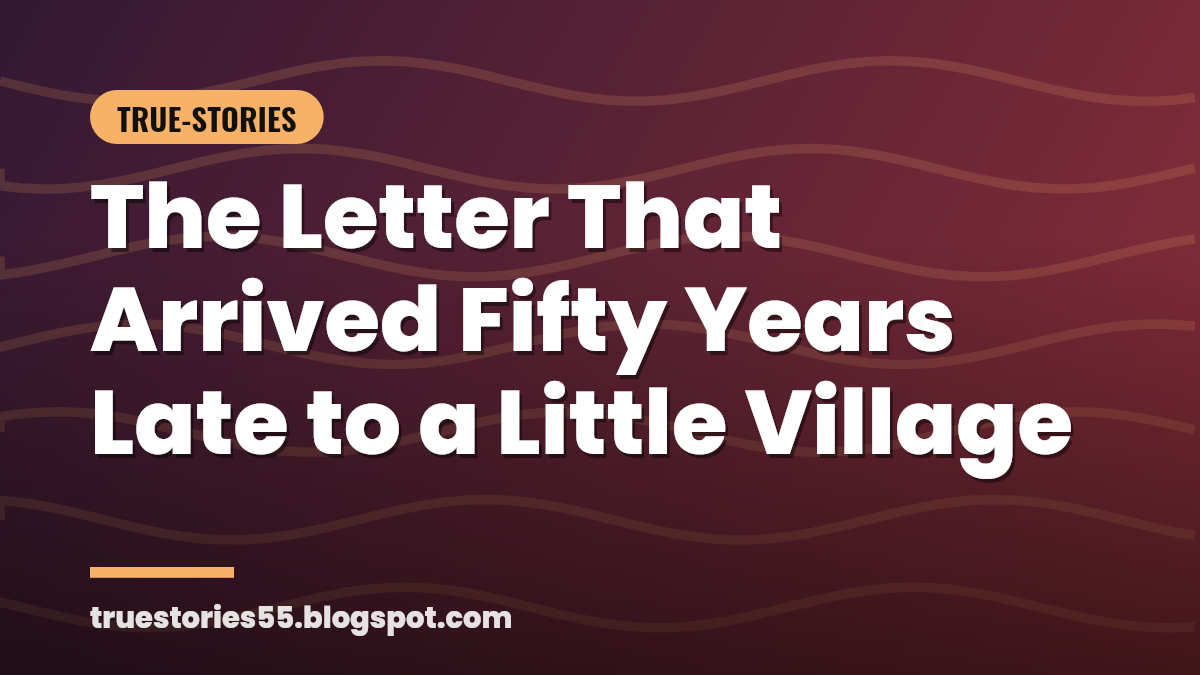 TRUE-STORIES
The Letter That
Arrived Fifty Years
Late to a Little Village
truestories55.blogspot.com